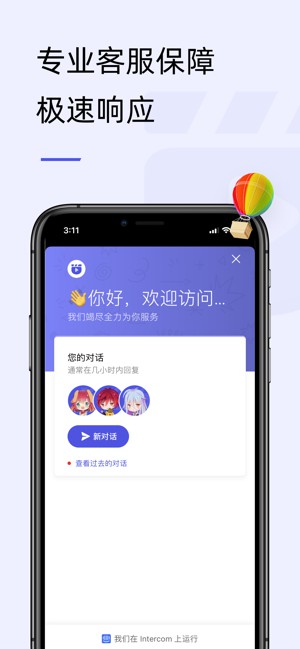 专业客服保障
极速响应
3:11
👋你好，欢迎访问...
我们竭尽全力为你服务
您的对话
通常在几小时内回复
新对话
查看过去的对话
我们在 Intercom 上运行